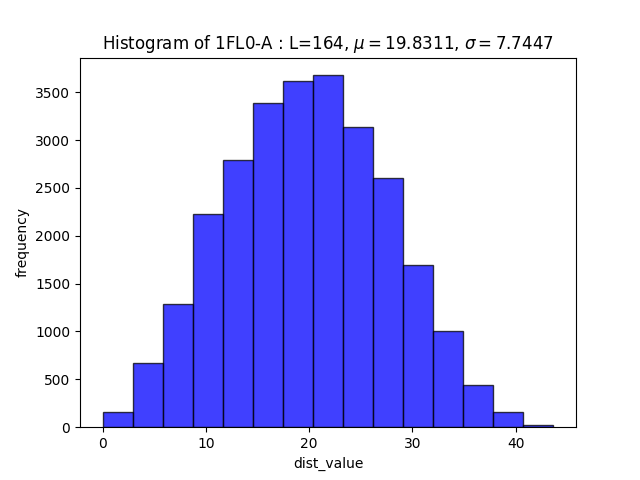 Histogram of 1FL0-A : L=164, μ = 19.8311, σ = 7.7447
3500
3000
2500
2000
1500
1000
500
0
frequency
0 10 20 30 40
dist_value